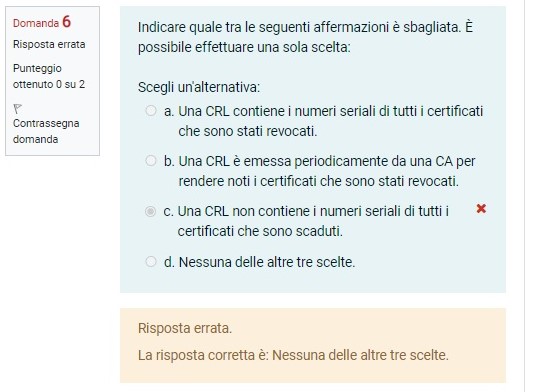 Domanda 6
Risposta errata
Punteggio
ottenuto 0 su 2
Contrassegna
domanda
Indicare quale tra le seguenti affermazioni è sbagliata. È
possibile effettuare una sola scelta:
Scegli un'alternativa:
a. Una CRL contiene i numeri seriali di tutti i certificati
che sono stati revocati.
b. Una CRL è emessa periodicamente da una CA per
rendere noti i certificati che sono stati revocati.
c. Una CRL non contiene i numeri seriali di tutti i
certificati che sono scaduti.
d. Nessuna delle altre tre scelte.
Risposta errata.
La risposta corretta è: Nessuna delle altre tre scelte.